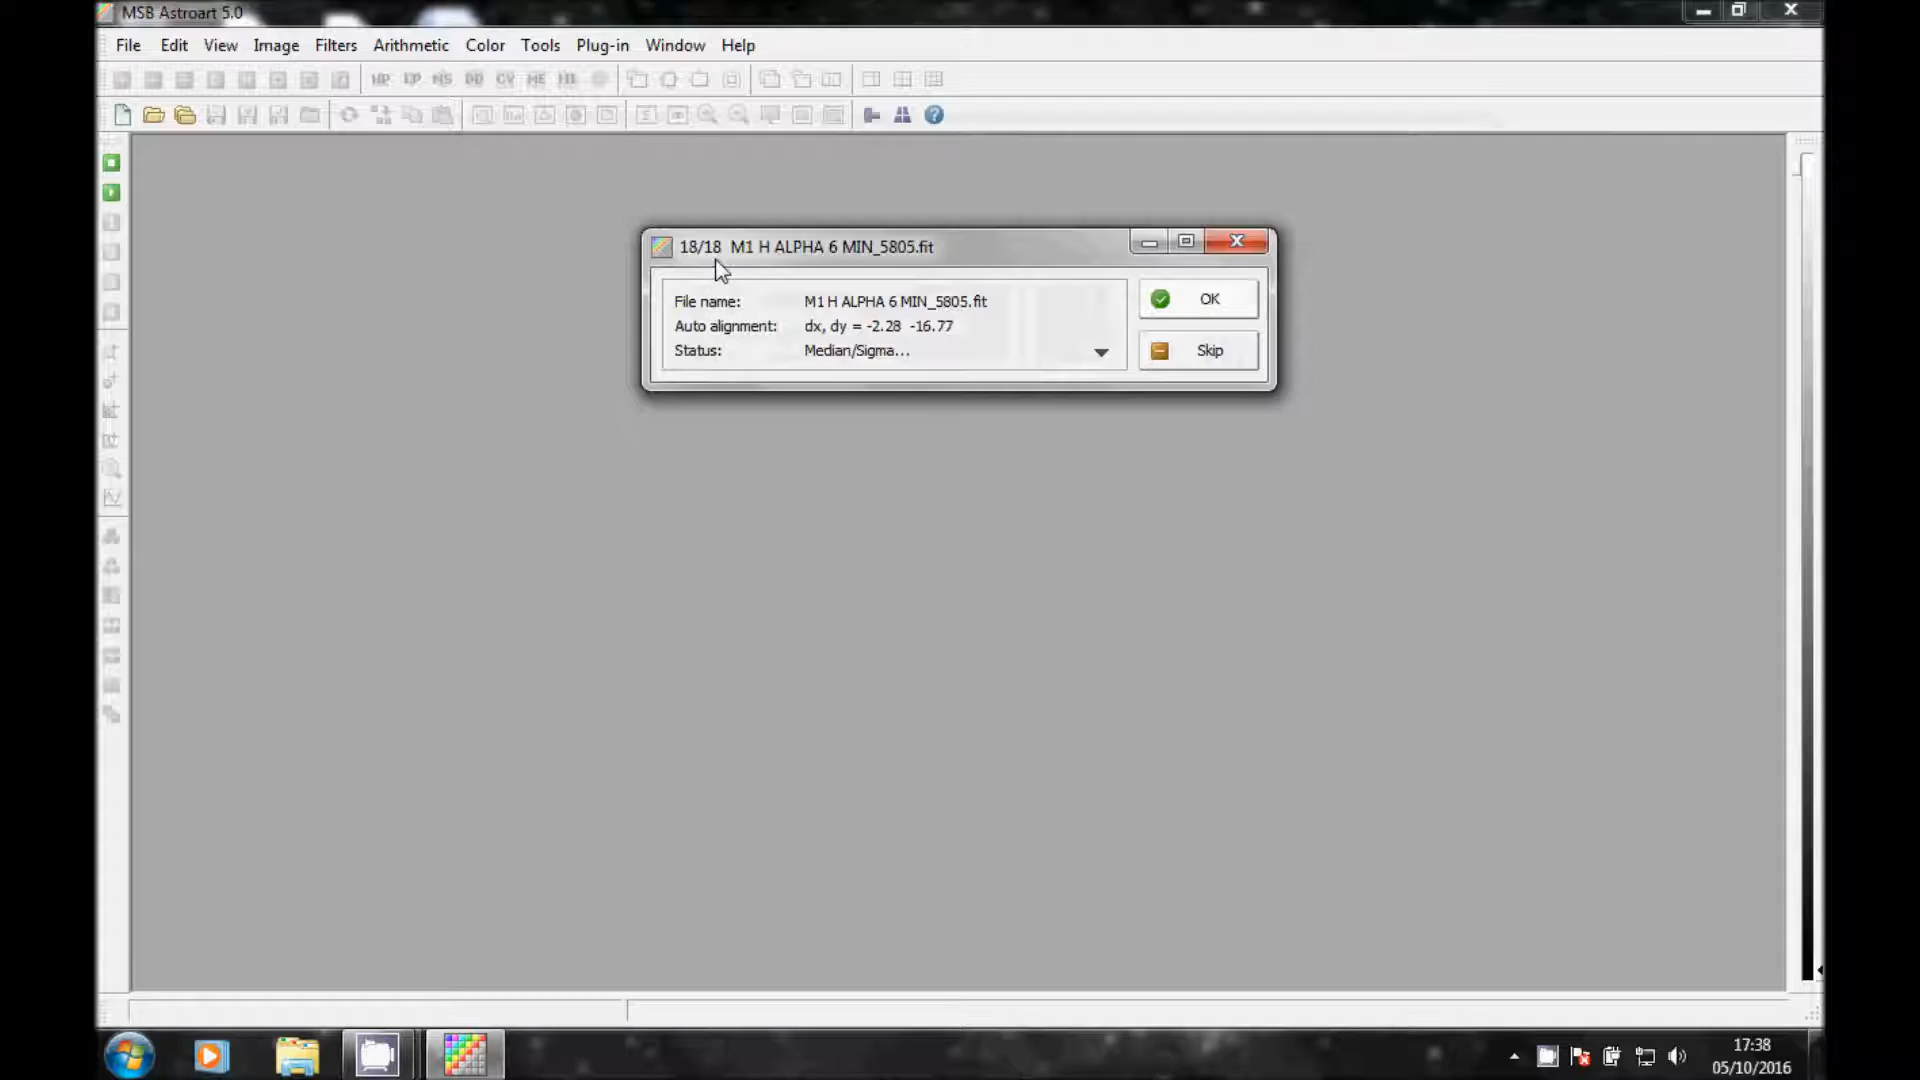 MSB Astroart 5.0
File Edit View Image Filters Arithmetic Color Tools Plug-in Window Help
18/18 M1 H ALPHA 6 MIN_5805.fit
File name: M1 H ALPHA 6 MIN_5805.fit
OK
Auto alignment: dx, dy = -2.28 -16.77
Status: Median/Sigma...
Skip
17:38
05/10/2016